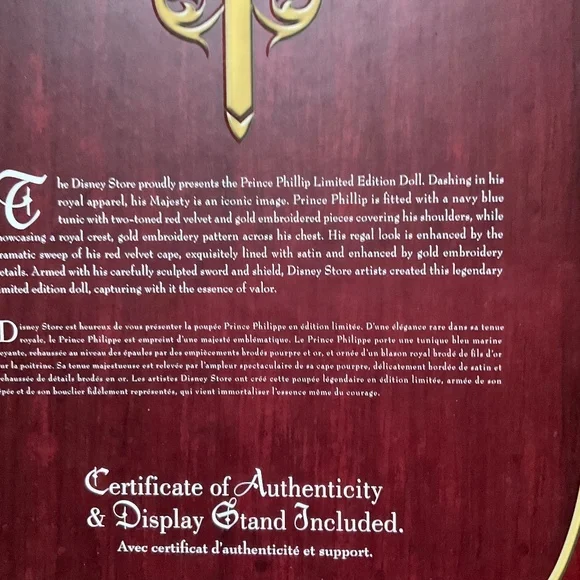 The Disney Store proudly presents the Prince Phillip Limited Edition Doll. Dashing in his
royal apparel, his Majesty is an iconic image. Prince Phillip is fitted with a navy blue
tunic with two-toned red velvet and gold embroidered pieces covering his shoulders, while
howcasing a royal crest, gold embroidery pattern across his chest. His regal look is enhanced by the
ramatic sweep of his red velvet cape, exquisitely lined with satin and enhanced by gold embroidery
etails. Armed with his carefully sculpted sword and shield, Disney Store artists created this legendary
mited edition doll, capturing with it the essence of valor.
Disney Store est heureux de vous présenter la poupée Prince Philippe en édition limitée. D'une élégance rare dans sa tenue
royale, le Prince Philippe est empreint d'une majesté emblématique. Le Prince Philippe porte une tunique bleu marine
eyante, rehaussée au niveau des épaules par des empiècements brodés pourpre et or, et ornée d'un blason royal brodé de fils d'or
ur la poitrine. Sa tenue majestueuse est relevée par l'ampleur spectaculaire de sa cape pourpre, délicatement bordée de satin et
ehaussée de détails brodés en or. Les artistes Disney Store ont créé cette poupée légendaire en édition limitée, armée de son
épée et de son bouclier fidèlement représentés, qui vient immortaliser l'essence même du courage.
Certificate of Authenticity
& Display Stand Included.
Avec certificat d'authenticité et support.